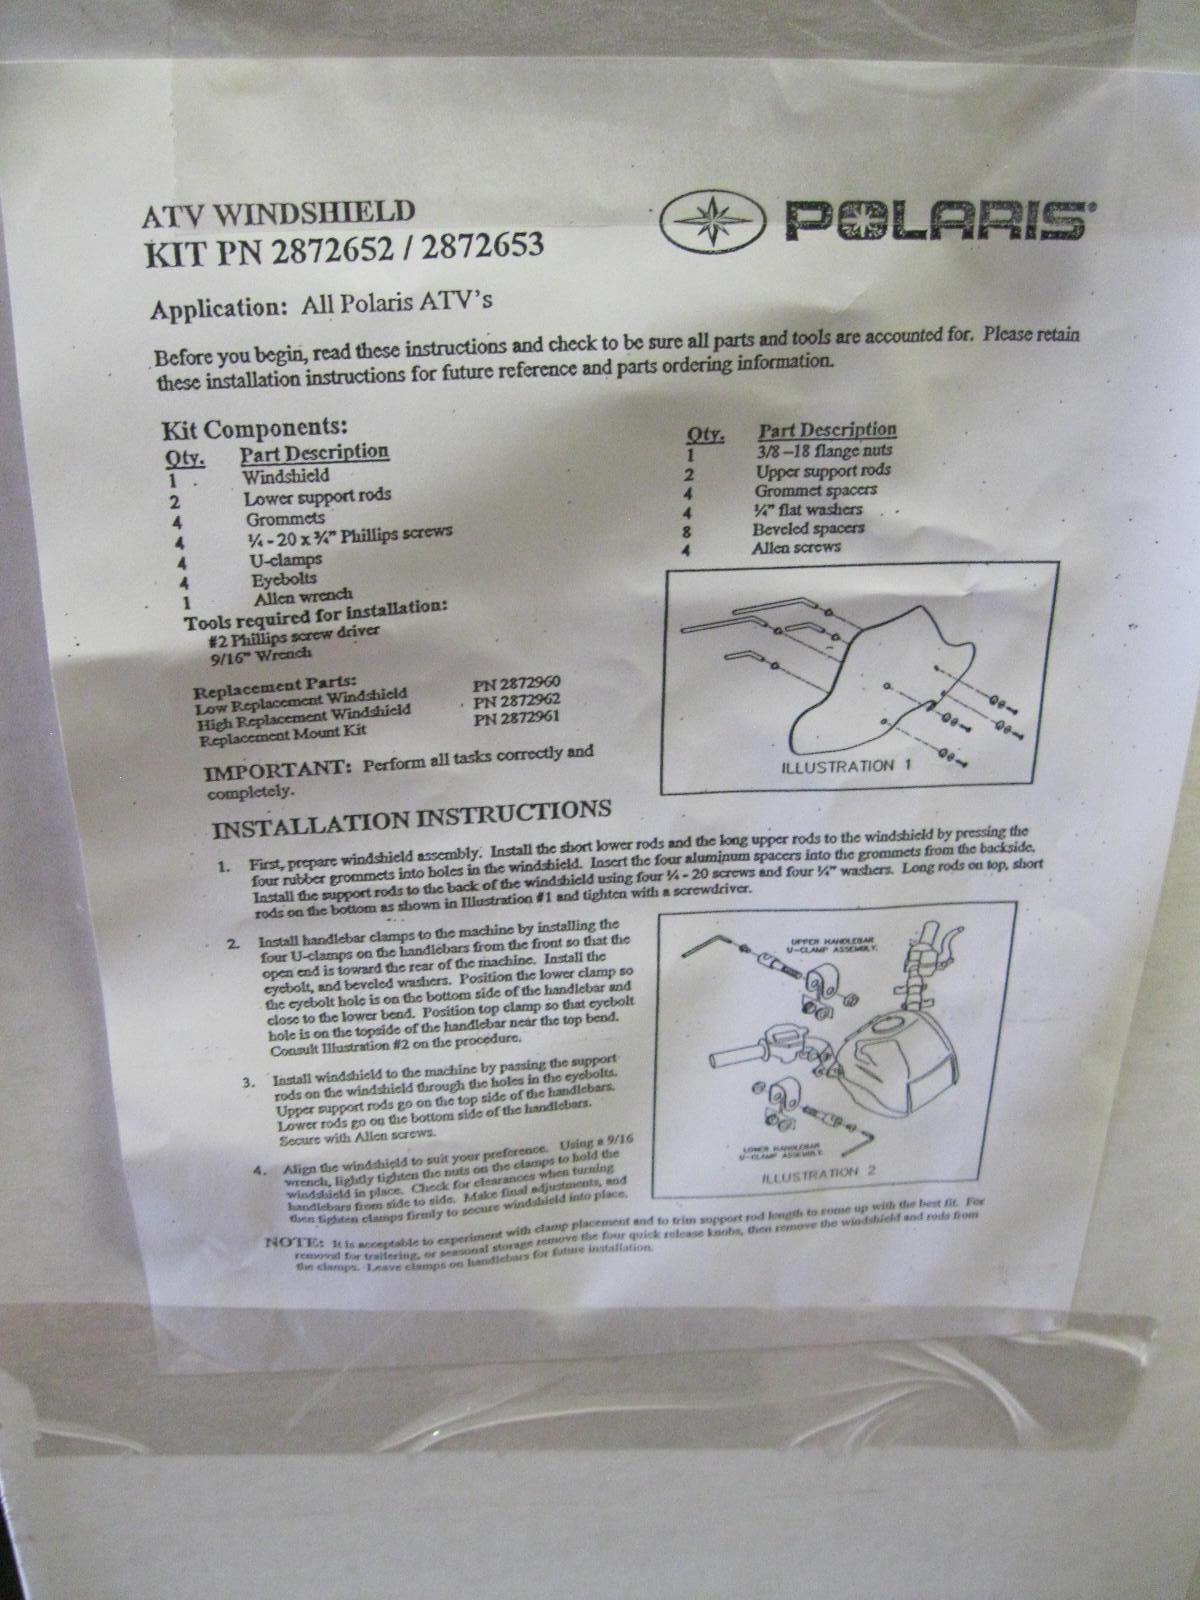 ATV WINDSHIELD
KIT PN 2872652 / 2872653
POLARIS®
Application: All Polaris ATV's
Before you begin, read these instructions and check to be sure all parts and tools are accounted for. Please retain
these installation instructions for future reference and parts ordering information.
Kit Components:
Qty. Part Description
1 Windshield
2 Lower support rods
4 Grommets
4 ¼ - 20 x ¾" Phillips screws
4 U-clamps
4 Eyebolts
1 Allen wrench
Qty. Part Description
1 3/8 –18 flange nuts
2 Upper support rods
4 Grommet spacers
4 ¼" flat washers
8 Beveled spacers
4 Allen screws
Tools required for installation:
#2 Phillips screw driver
9/16" Wrench
Replacement Parts:
Low Replacement Windshield PN 2872960
High Replacement Windshield PN 2872962
Replacement Mount Kit PN 2872961
IMPORTANT: Perform all tasks correctly and
completely.
ILLUSTRATION 1
INSTALLATION INSTRUCTIONS
1. First, prepare windshield assembly. Install the short lower rods and the long upper rods to the windshield by pressing the
four rubber grommets into holes in the windshield. Insert the four aluminum spacers into the grommets from the backside.
Install the support rods to the back of the windshield using four ¼ - 20 screws and four ¼" washers. Long rods on top, short
rods on the bottom as shown in Illustration #1 and tighten with a screwdriver.
2. Install handlebar clamps to the machine by installing the
four U-clamps on the handlebars from the front so that the
open end is toward the rear of the machine. Install the
eyebolt, and beveled washers. Position the lower clamp so
the eyebolt hole is on the bottom side of the handlebar and
close to the lower bend. Position top clamp so that eyebolt
hole is on the topside of the handlebar near the top bend.
Consult Illustration #2 on the procedure.
3. Install windshield to the machine by passing the support
rods on the windshield through the holes in the eyebolts.
Upper support rods go on the top side of the handlebars.
Lower rods go on the bottom side of the handlebars.
Secure with Allen screws.
4. Align the windshield to suit your preference. Using a 9/16
wrench, lightly tighten the nuts on the clamps to hold the
windshield in place. Check for clearances when turning
handlebars from side to side. Make final adjustments, and
then tighten clamps firmly to secure windshield into place.
UPPER HANDLEBAR
U-CLAMP ASSEMBLY.
LOWER HANDLEBAR
U-CLAMP ASSEMBLY.
ILLUSTRATION 2
NOTE: It is acceptable to experiment with clamp placement and to trim support rod length to come up with the best fit. For
removal for trailering, or seasonal storage remove the four quick release knobs, then remove the windshield and rods from
the clamps. Leave clamps on handlebars for future installation.